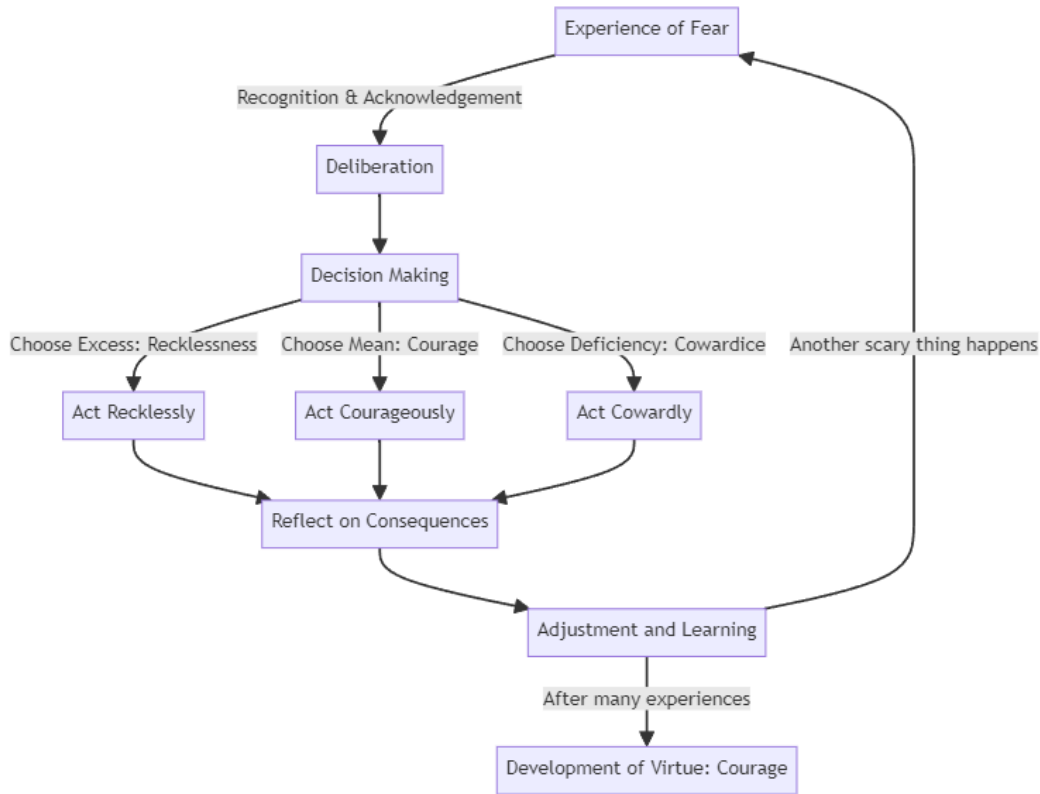 Experience of Fear
Recognition & Acknowledgement
Deliberation
Decision Making
Choose Excess: Recklessness
Choose Mean: Courage
Choose Deficiency: Cowardice
Another scary thing happens
Act Recklessly
Act Courageously
Act Cowardly
Reflect on Consequences
Adjustment and Learning
After many experiences
Development of Virtue: Courage